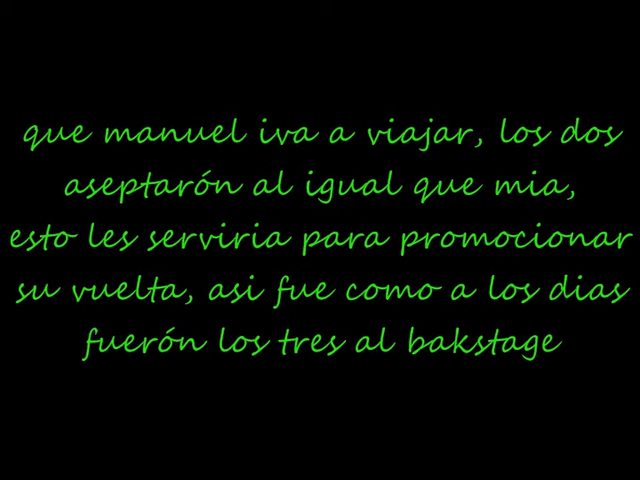 que manuel iva a viajar, los dos
aseptarón al igual que mia,
esto les serviria para promocionar
su vuelta, asi fue como a los dias
fuerón los tres al bakstage